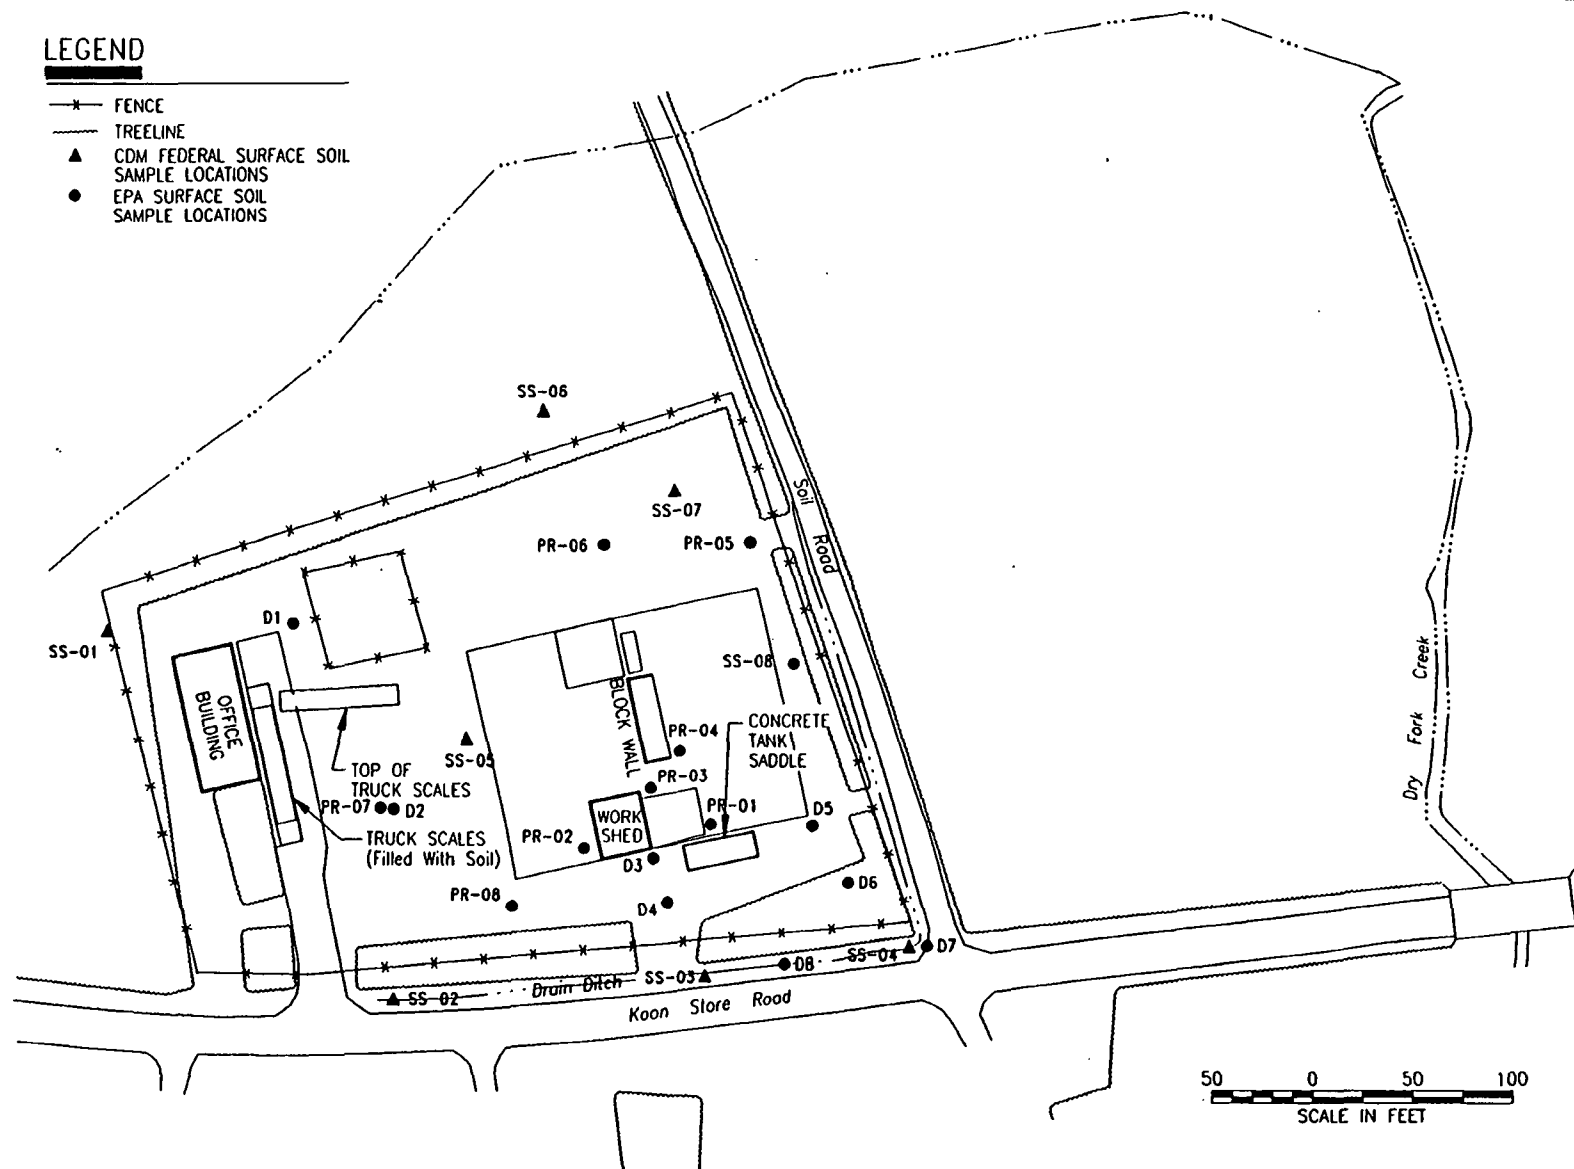 LEGEND
FENCE
TREELINE
CDM FEDERAL SURFACE SOIL
SAMPLE LOCATIONS
EPA SURFACE SOIL
SAMPLE LOCATIONS
SS-06
SS-07
Soil Road
PR-06
PR-05
D1
SS-01
SS-08
OFFICE
BUILDING
BLOCK WALL
Dry Fork Creek
PR-04
CONCRETE
TANK
SADDLE
SS-05
TOP OF
TRUCK SCALES
PR-03
PR-07
D2
PR-01
D5
WORK
SHED
PR-02
TRUCK SCALES
(Filled With Soil)
D3
D6
PR-08
D4
D7
SS-04
D8
SS-03
Drain Ditch
SS-02
Koon Store Road
50 0 50 100
SCALE IN FEET